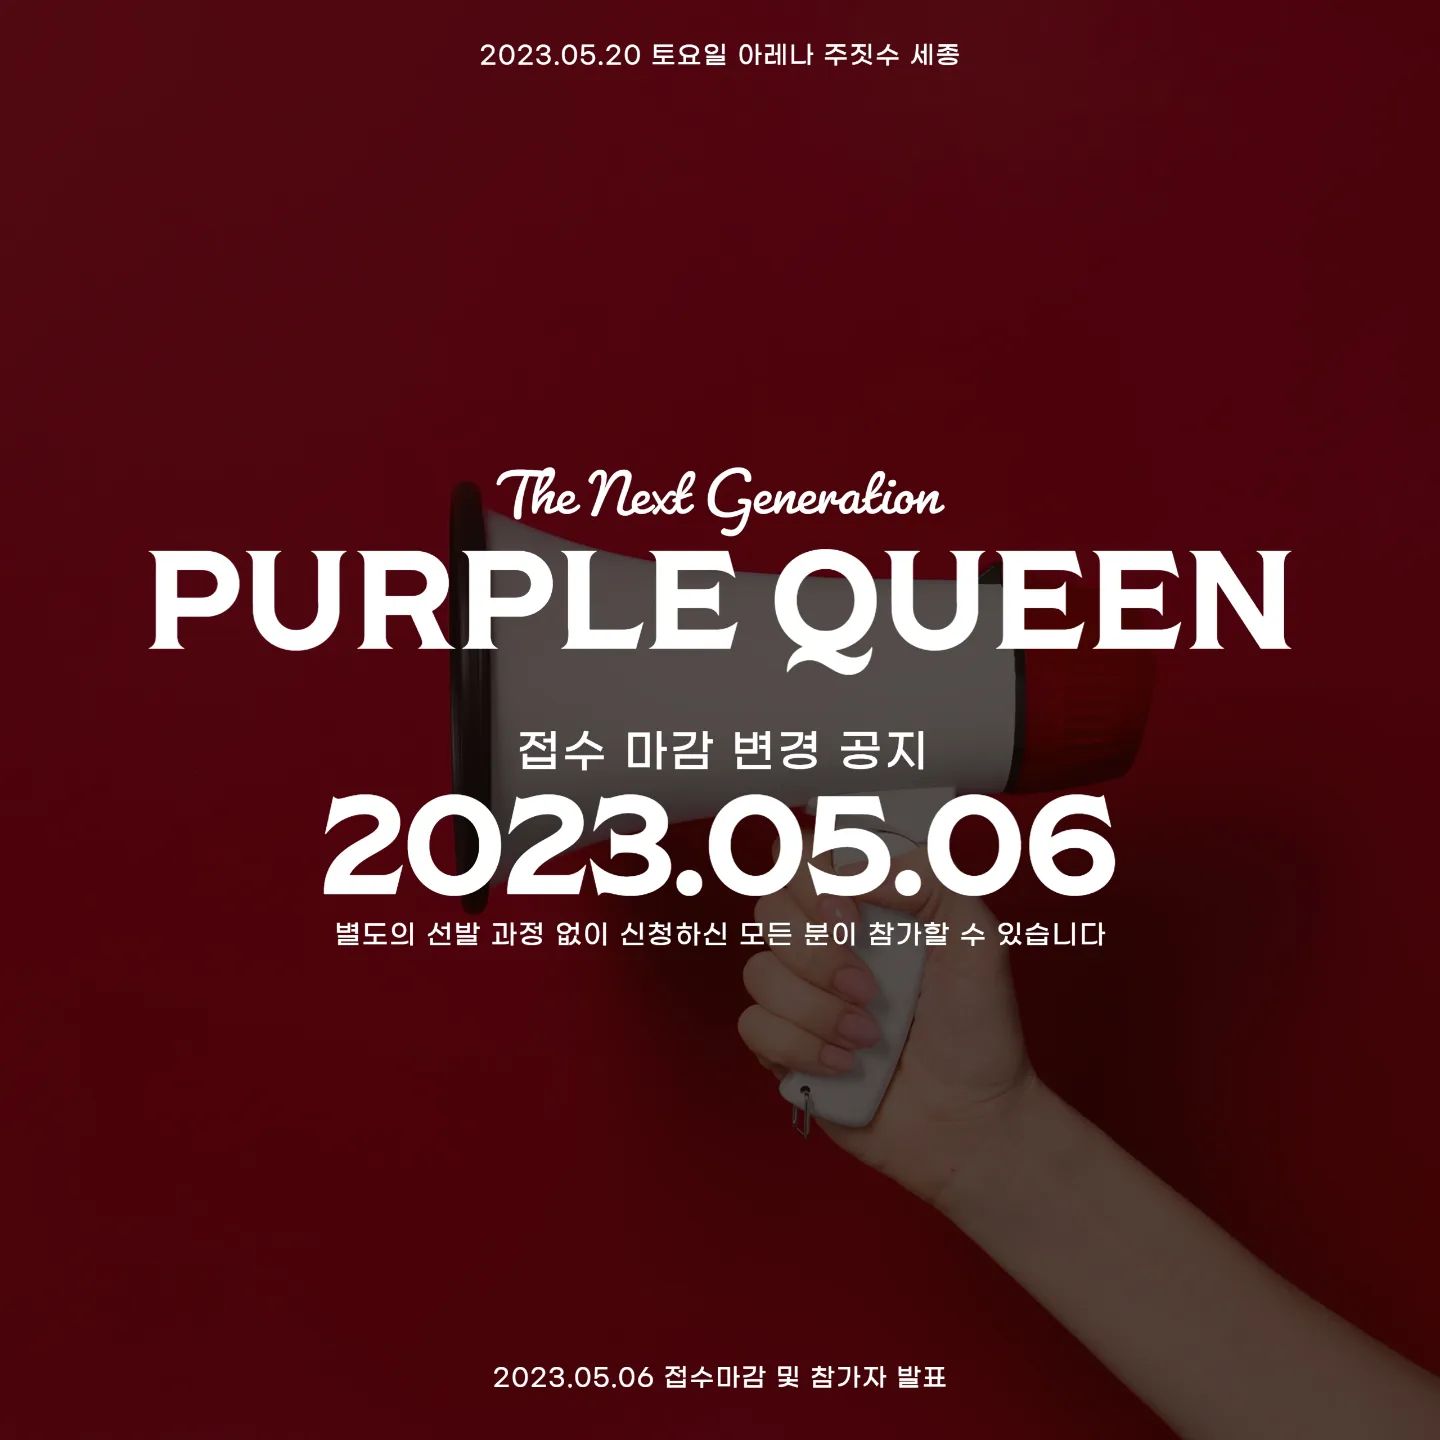 2023.05.20 토요일 아레나 주짓수 세종
The Next Generation
PURPLE QUEEN
접수 마감 변경 공지
2023.05.06
별도의 선발 과정 없이 신청하신 모든 분이 참가할 수 있습니다
2023.05.06 접수마감 및 참가자 발표